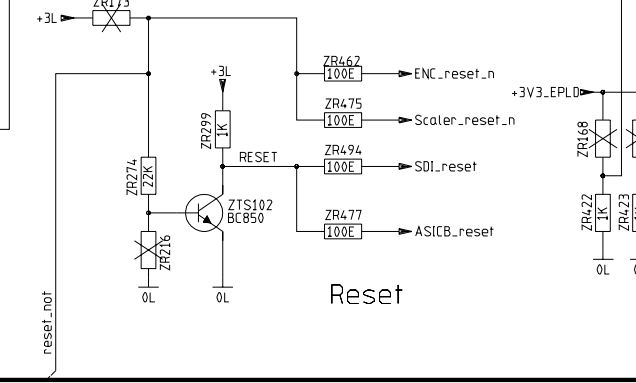 ZR173
+3L
ZR462
100E
ENC_reset_n
+3L
+3V3_EPLD
ZR475
100E
Scaler_reset_n
ZR299
1K
ZR168
RESET
ZR494
100E
SDI_reset
ZR274
22K
ZTS102
BC850
ZR422
1K
ZR423
ZR477
100E
ASICB_reset
ZR216
0L
0L
0L
Reset
reset_not